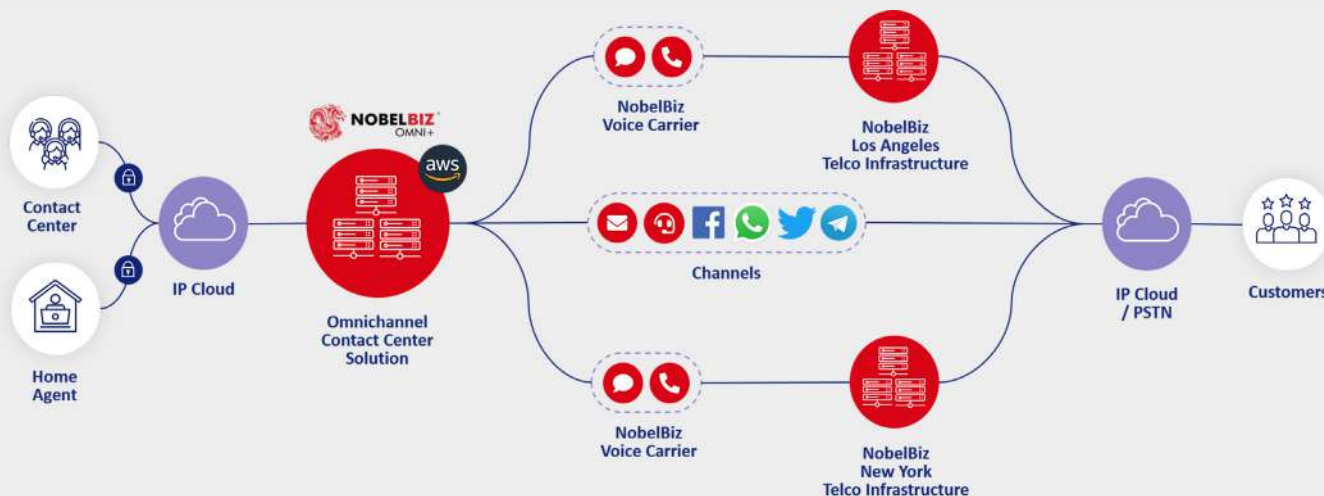 Contact
Center
Home
Agent
IP Cloud
NOBELBIZ
OMNI+
aws
Omnichannel
Contact Center
Solution
NobelBiz
Voice Carrier
NobelBiz
Los Angeles
Telco Infrastructure
Channels
NobelBiz
Voice Carrier
NobelBiz
New York
Telco Infrastructure
IP Cloud
/ PSTN
Customers